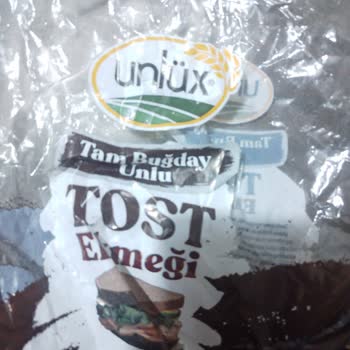 unlüx
Tam Buğday
Unlu
TOST
Ekmeği